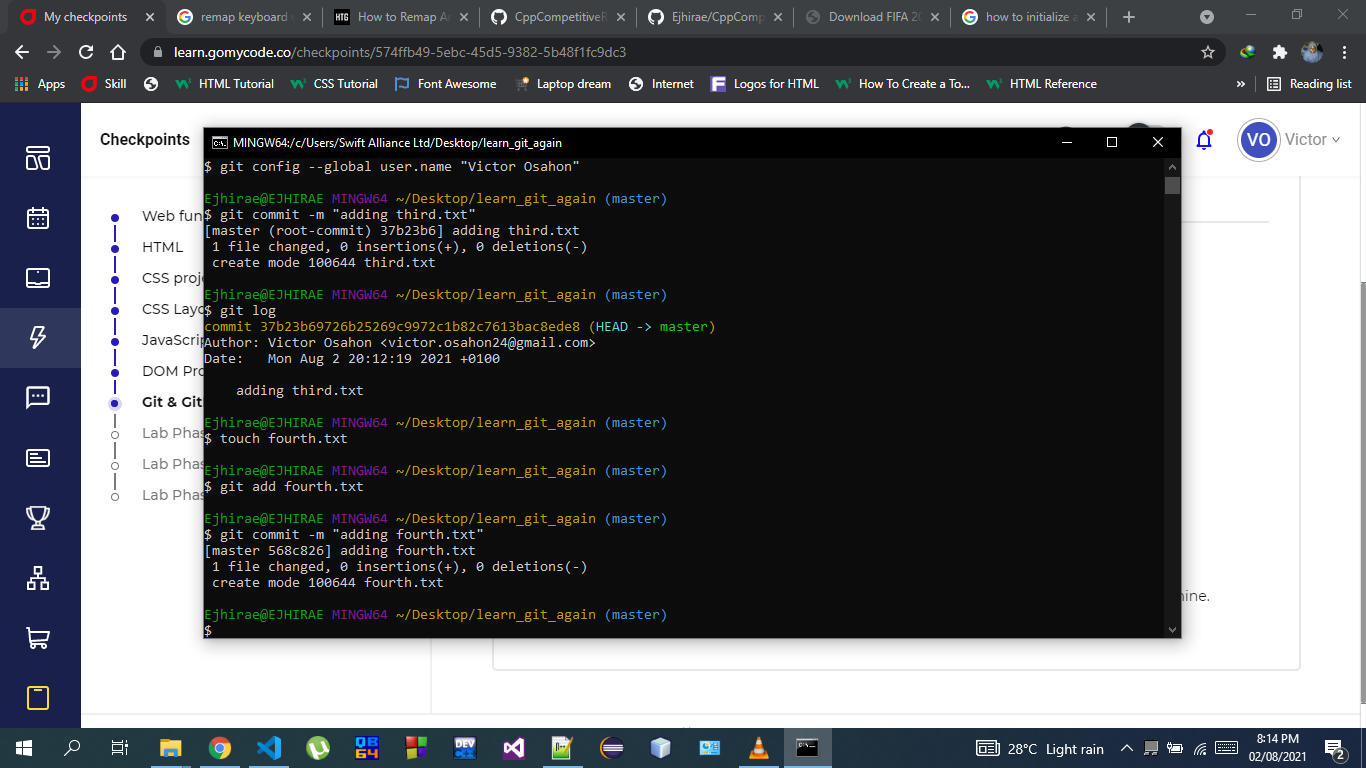 My checkpoints
remap keyboard
How to Remap Ar
CppCompetitiveR
Ejhirae/CppComp
Download FIFA 20
how to initialize a
learn.gomycode.co/checkpoints/574ffb49-5ebc-45d5-9382-5b48f1fc9dc3
Apps
Skill
HTML Tutorial
CSS Tutorial
Font Awesome
Laptop dream
Internet
Logos for HTML
How To Create a To...
HTML Reference
»
Reading list
Checkpoints
VO
Victor
Web fun
HTML
CSS proj
CSS Layo
JavaScrip
DOM Pro
Git & Git
Lab Phas
Lab Phas
Lab Phas
MINGW64:/c/Users/Swift Alliance Ltd/Desktop/learn_git_again
$ git config --global user.name "Victor Osahon"
Ejhirae@EJHIRAE MINGW64 ~/Desktop/learn_git_again (master)
$ git commit -m "adding third.txt"
[master (root-commit) 37b23b6] adding third.txt
1 file changed, 0 insertions(+), 0 deletions(-)
create mode 100644 third.txt
Ejhirae@EJHIRAE MINGW64 ~/Desktop/learn_git_again (master)
$ git log
commit 37b23b69726b25269c9972c1b82c7613bac8ede8 (HEAD -> master)
Author: Victor Osahon <victor.osahon24@gmail.com>
Date:   Mon Aug 2 20:12:19 2021 +0100
adding third.txt
Ejhirae@EJHIRAE MINGW64 ~/Desktop/learn_git_again (master)
$ touch fourth.txt
Ejhirae@EJHIRAE MINGW64 ~/Desktop/learn_git_again (master)
$ git add fourth.txt
Ejhirae@EJHIRAE MINGW64 ~/Desktop/learn_git_again (master)
$ git commit -m "adding fourth.txt"
[master 568c826] adding fourth.txt
1 file changed, 0 insertions(+), 0 deletions(-)
create mode 100644 fourth.txt
Ejhirae@EJHIRAE MINGW64 ~/Desktop/learn_git_again (master)
$
hine.
28°C Light rain
8:14 PM
02/08/2021
2